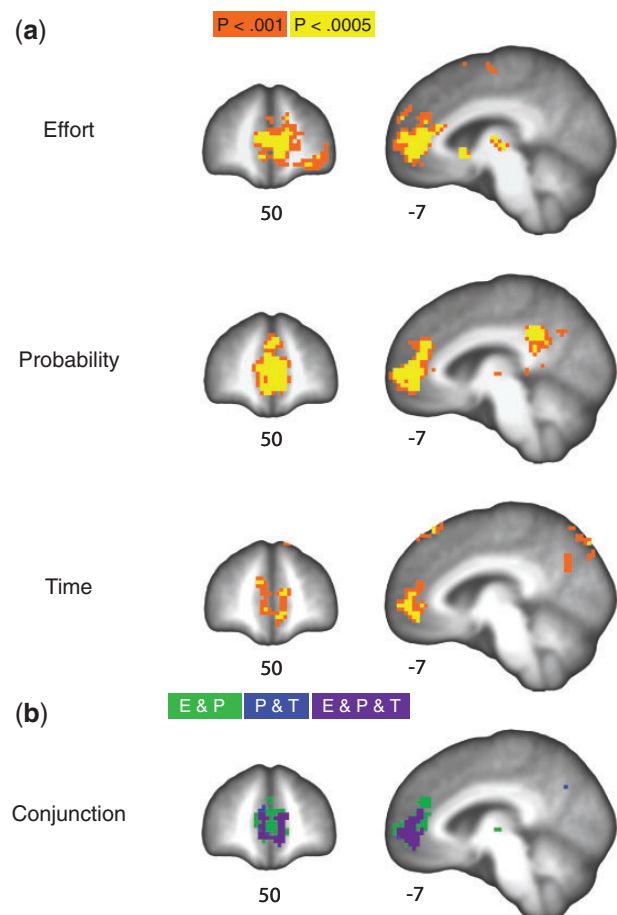 (a)
P < .001 P < .0005
Effort
50 -7
Probability
50 -7
Time
50 -7
(b)
E & P P & T E & P & T
Conjunction
50 -7